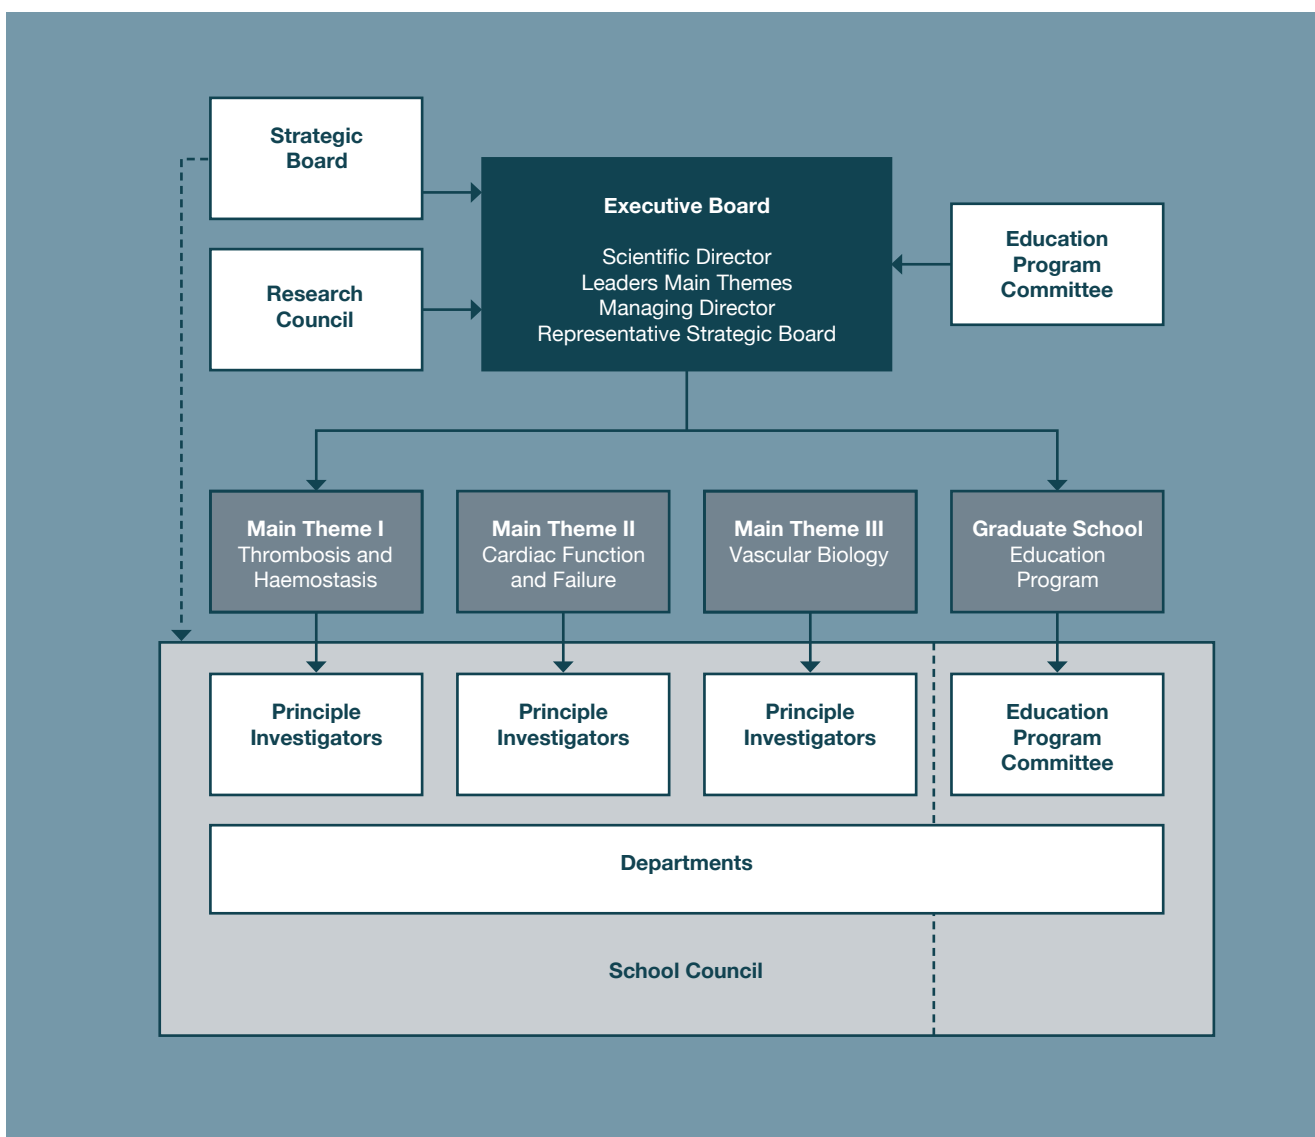 Strategic
Board
Research
Council
Executive Board
Scientific Director
Leaders Main Themes
Managing Director
Representative Strategic Board
Education
Program
Committee
Main Theme I
Thrombosis and
Haemostasis
Main Theme II
Cardiac Function
and Failure
Main Theme III
Vascular Biology
Graduate School
Education
Program
Principle
Investigators
Principle
Investigators
Principle
Investigators
Education
Program
Committee
Departments
School Council